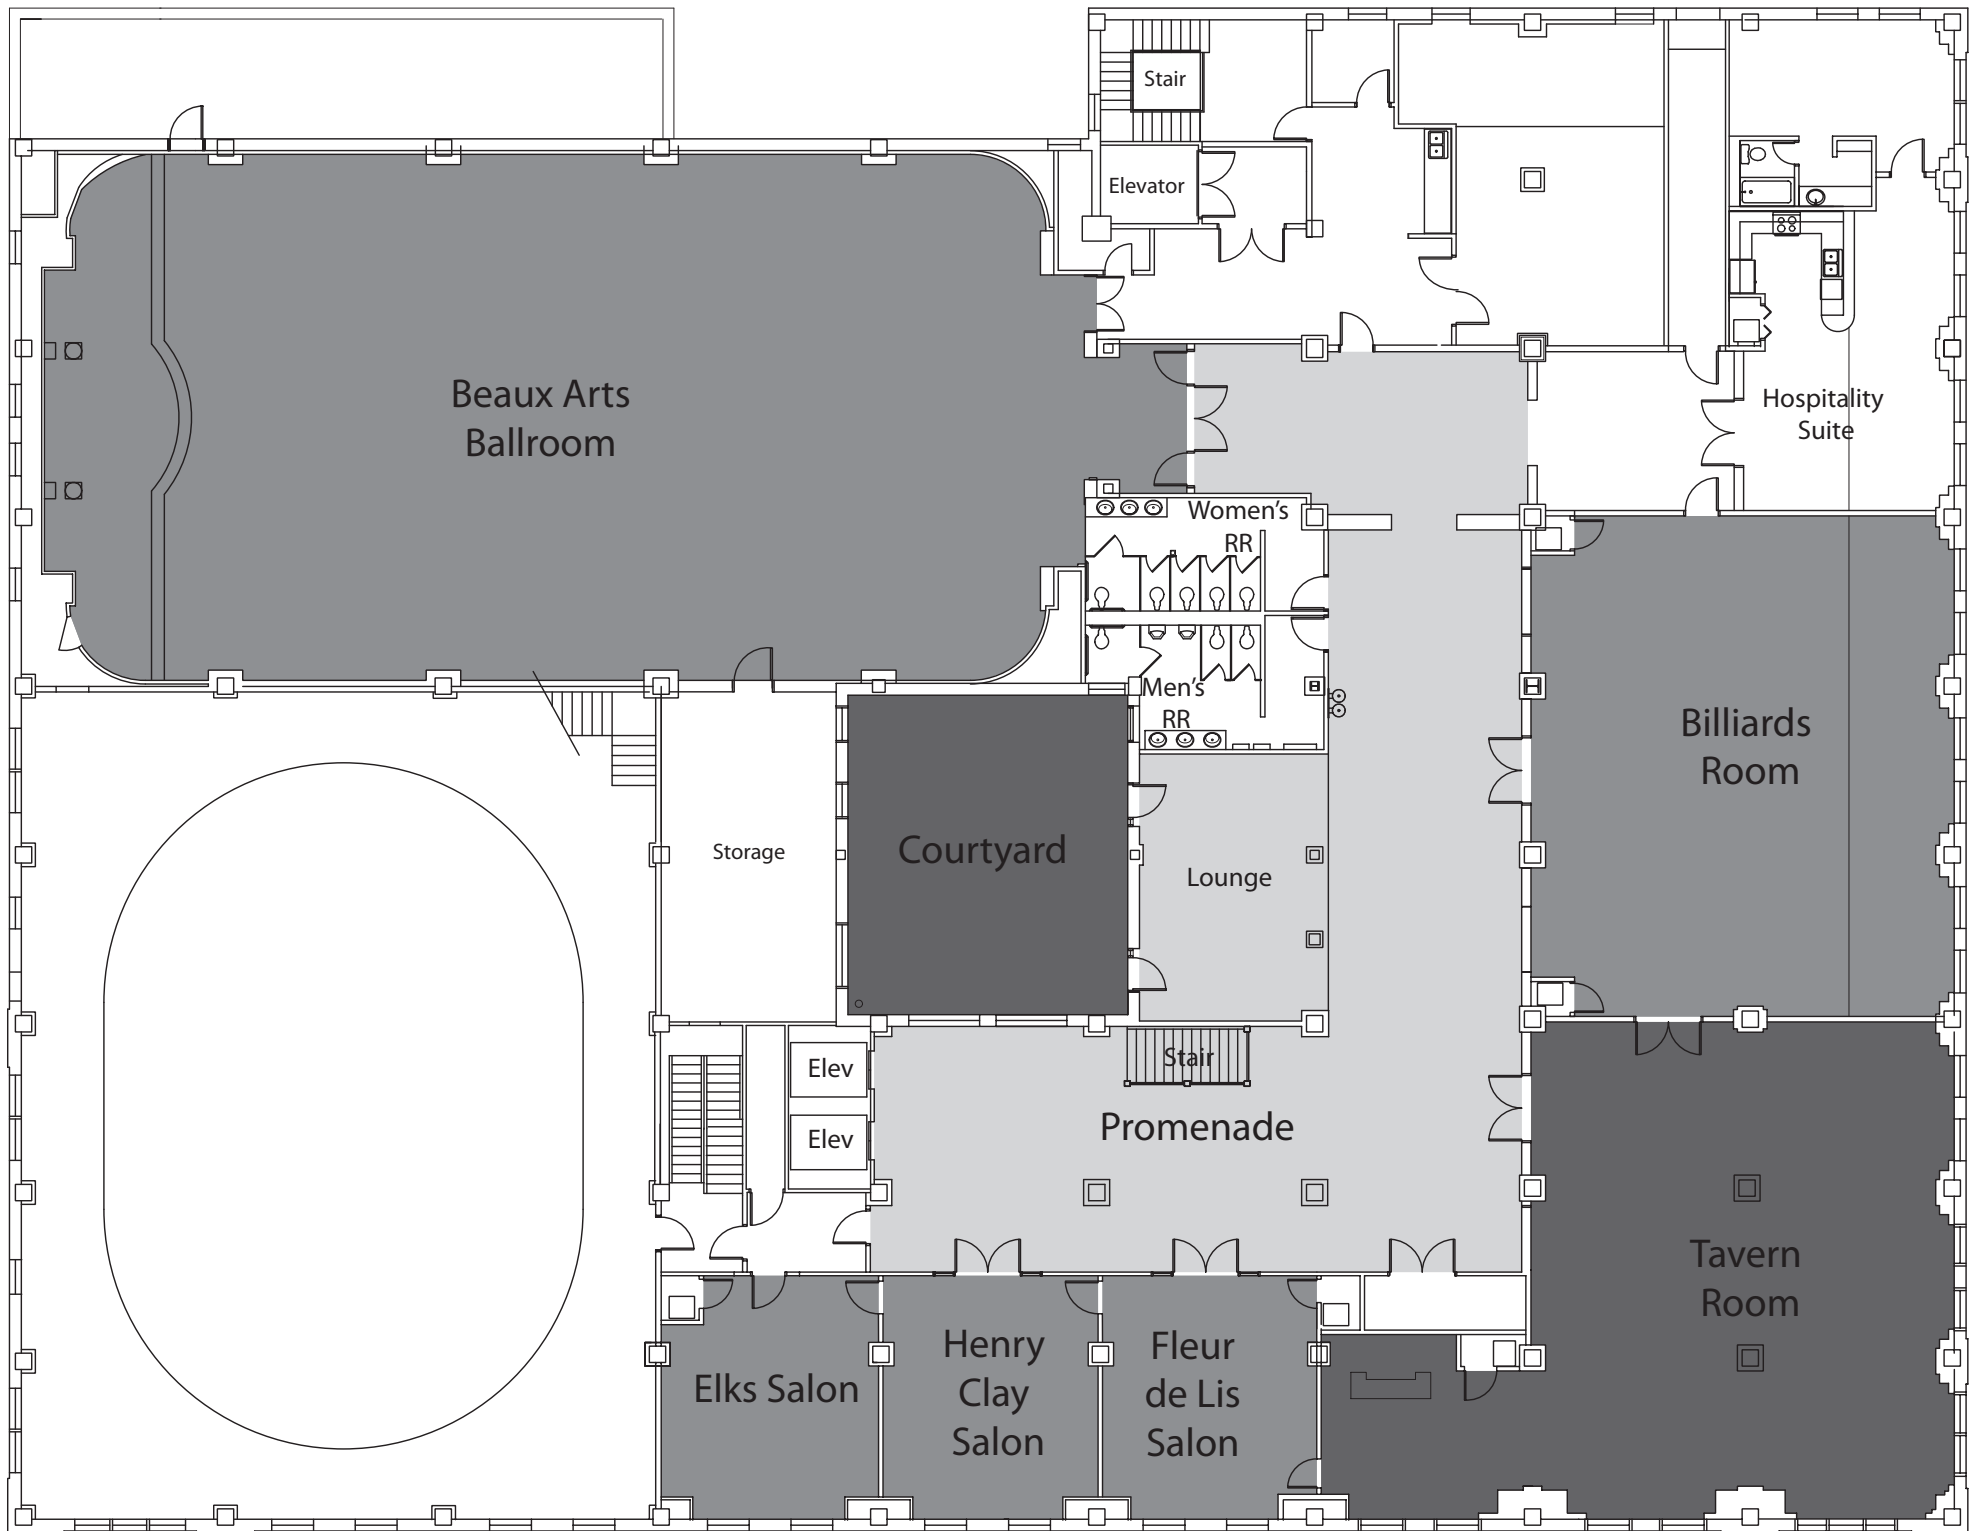 Stair
Elevator
Beaux Arts
Ballroom
Hospitality
Suite
Women's
RR
Men's
RR
Billiards
Room
Storage
Courtyard
Lounge
Elev
Elev
Stair
Promenade
Tavern
Room
Elks Salon
Henry
Clay
Salon
Fleur
de Lis
Salon